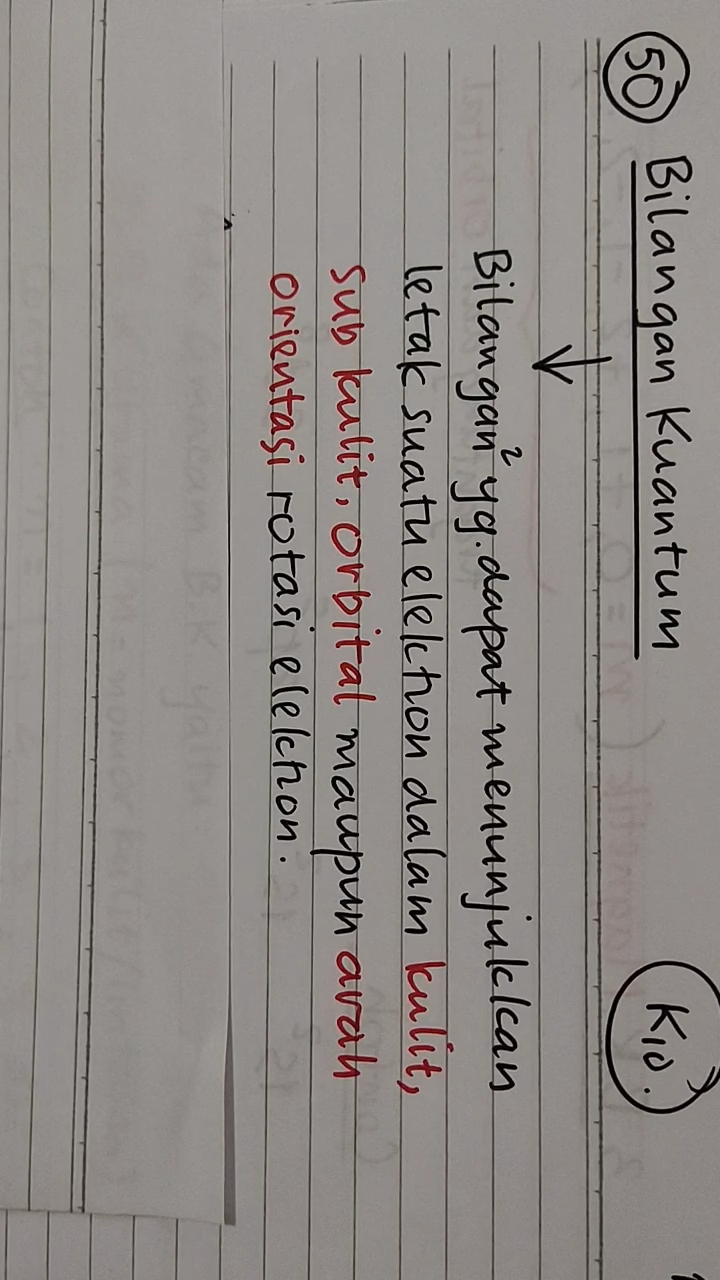 50 Bilangan Kuantum K10.
↓
Bilangan² yg. dapat menunjukkan
letak suatu elektron dalam kulit,
sub kulit, orbital maupun arah
orientasi rotasi elektron.